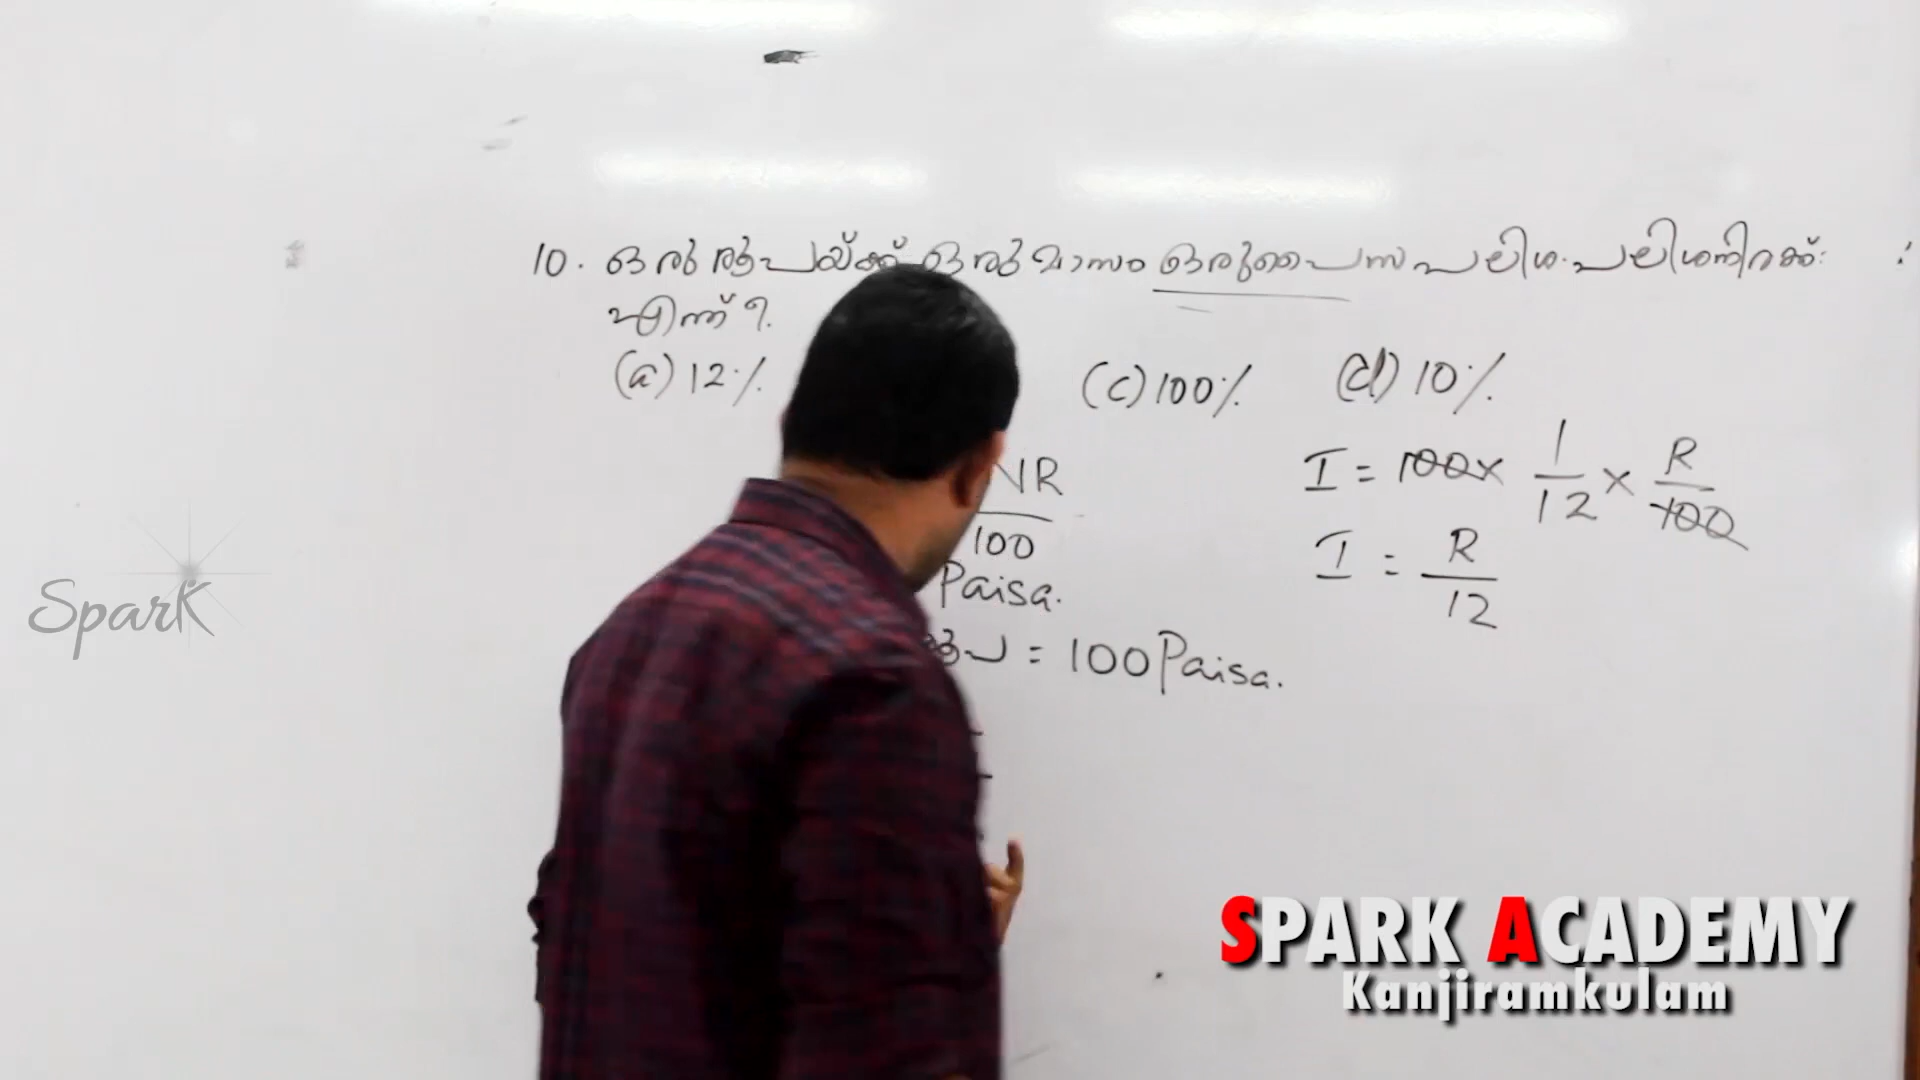 10. ഒരു രൂപയ്ക്ക് ഒരുമാസം ഒരു പൈസ പലിശ. പലിശനിരക്ക്:
എന്ന്?
(a) 12% (c) 100% (d) 10%
NR I = 100 × 1/12 × R/100
100 I = R/12
Paisa.
രൂപ = 100 Paisa.
Spark
SPARK ACADEMY
Kanjiramkulam